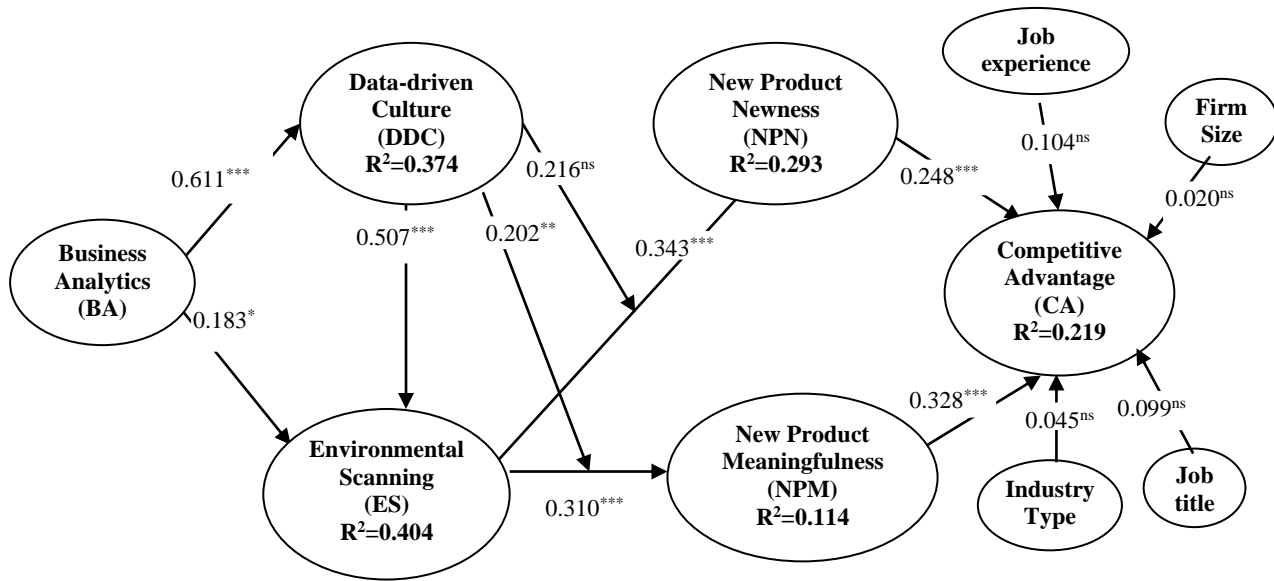 Job
experience
Data-driven
Culture
(DDC)
R²=0.374
New Product
Newness
(NPN)
R²=0.293
Firm
Size
0.104ⁿˢ
0.216ⁿˢ
0.611***
0.248***
0.020ⁿˢ
0.507***
0.202**
0.343***
Business
Analytics
(BA)
Competitive
Advantage
(CA)
R²=0.219
0.183*
0.328***
0.045ⁿˢ
0.099ⁿˢ
Environmental
Scanning
(ES)
R²=0.404
0.310***
New Product
Meaningfulness
(NPM)
R²=0.114
Industry
Type
Job
title